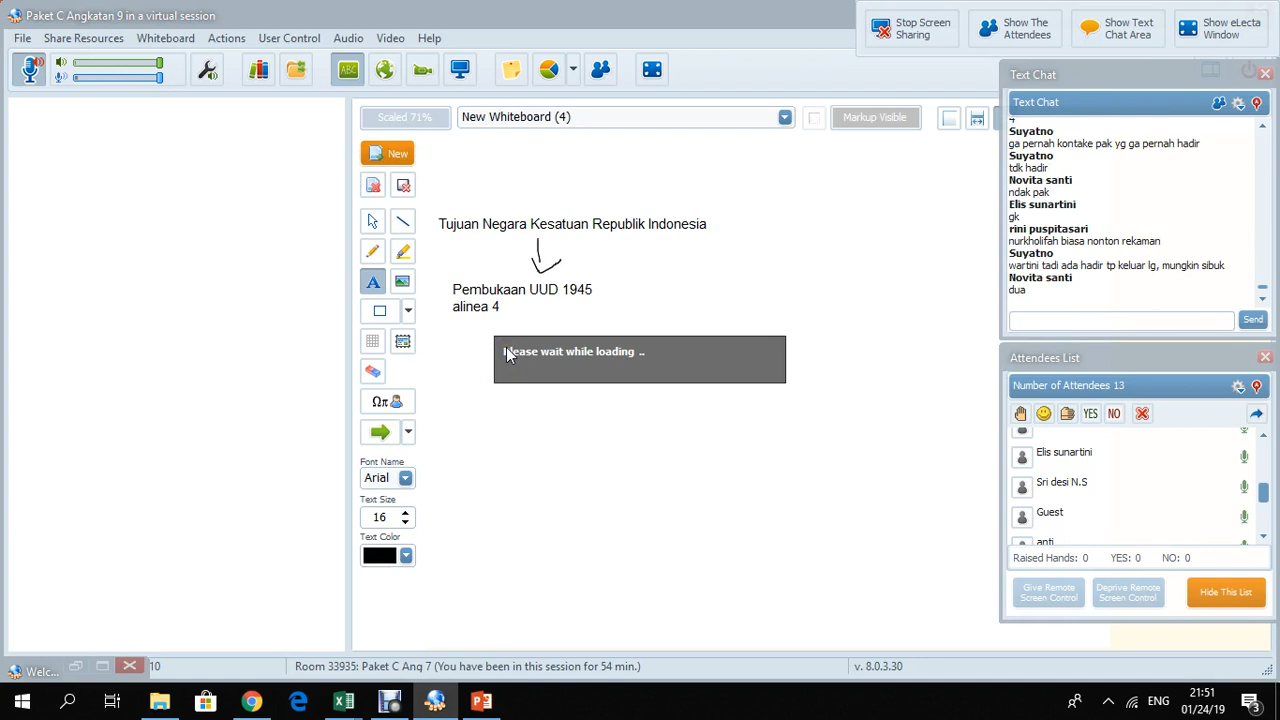 Paket C Angkatan 9 in a virtual session
File Share Resources Whiteboard Actions User Control Audio Video Help
Stop Screen Sharing
Show The Attendees
Show Text Chat Area
Show eLecta Window
Scaled 71%
New Whiteboard (4)
Markup Visible
New
ABC
Tujuan Negara Kesatuan Republik Indonesia
Pembukaan UUD 1945
alinea 4
Please wait while loading ..
A
Ωπ
Font Name
Arial
Text Size
16
Text Color
Text Chat
Text Chat
4
Suyatno
ga pernah kontake pak yg ga pernah hadir
Suyatno
tdk hadir
Novita santi
ndak pak
Elis sunartini
gk
rini puspitasari
nurkholifah biasa nonton rekaman
Suyatno
wartini tadi ada hadir tp keluar lg, mungkin sibuk
Novita santi
dua
Send
Attendees List
Number of Attendees 13
YES NO
Elis sunartini
Sri desi N.S
Guest
anti
Raised Hands: 0 YES: 0 NO: 0
Give Remote Screen Control
Deprive Remote Screen Control
Hide This List
Welc...
10
Room 33935: Paket C Ang 7 (You have been in this session for 54 min.)
v. 8.0.3.30
ENG
21:51
01/24/19
3